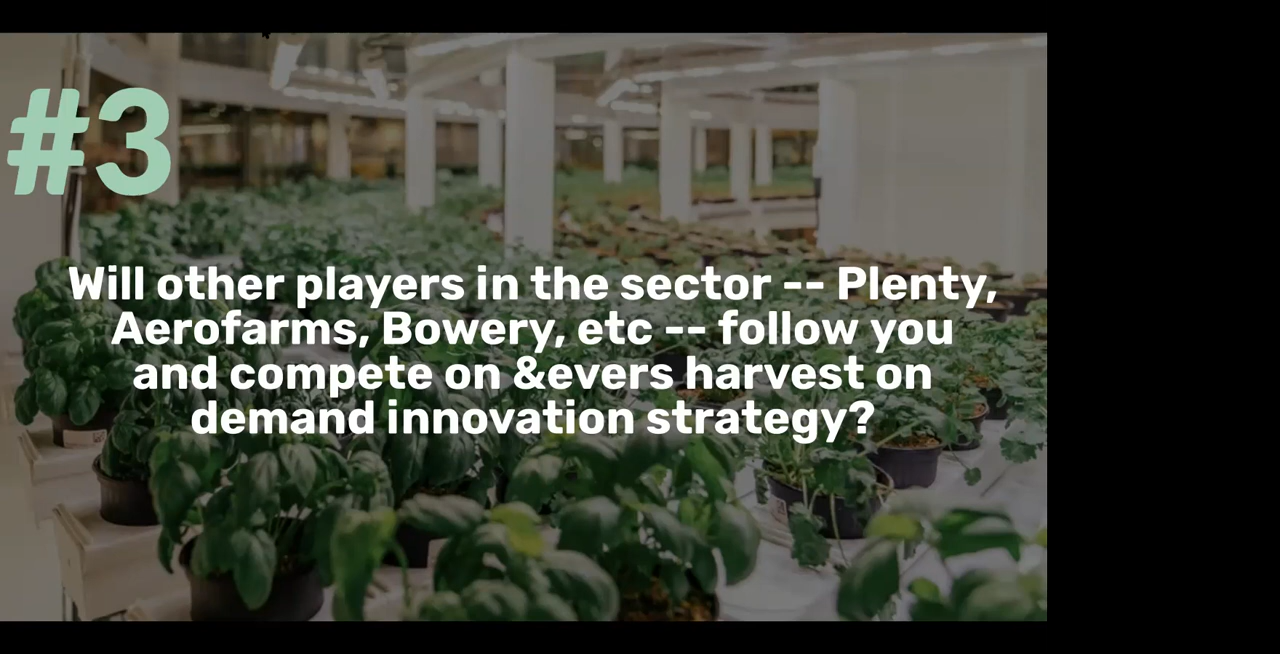 #3
Will other players in the sector -- Plenty,
Aerofarms, Bowery, etc -- follow you
and compete on &evers harvest on
demand innovation strategy?